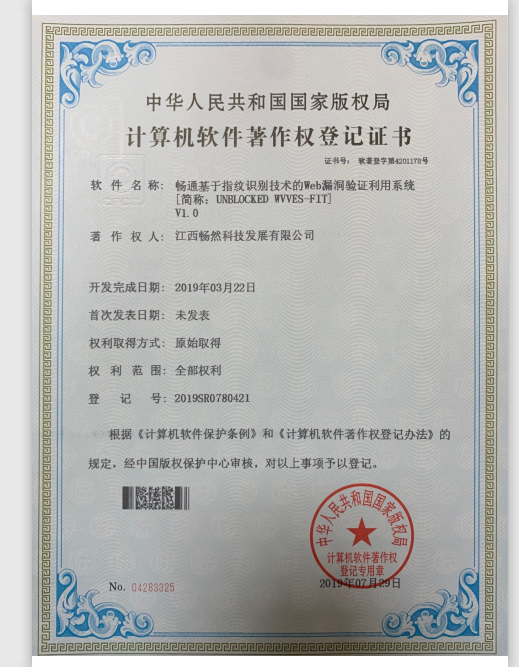 中华人民共和国国家版权局
计算机软件著作权登记证书
证书号： 软著登字第4201178号
软件名称： 畅通基于指纹识别技术的Web漏洞验证利用系统
[简称：UNBLOCKED WVVES-FIT]
V1.0
著作权人： 江西畅然科技发展有限公司
开发完成日期： 2019年03月22日
首次发表日期： 未发表
权利取得方式： 原始取得
权利范围： 全部权利
登记号： 2019SR0780421
根据《计算机软件保护条例》和《计算机软件著作权登记办法》的
规定，经中国版权保护中心审核，对以上事项予以登记。
中华人民共和国国家版权局
计算机软件著作权
登记专用章
No. 04283325
2019年07月29日